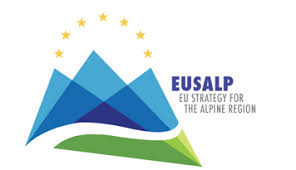 EUSALP
EU STRATEGY FOR
THE ALPINE REGION